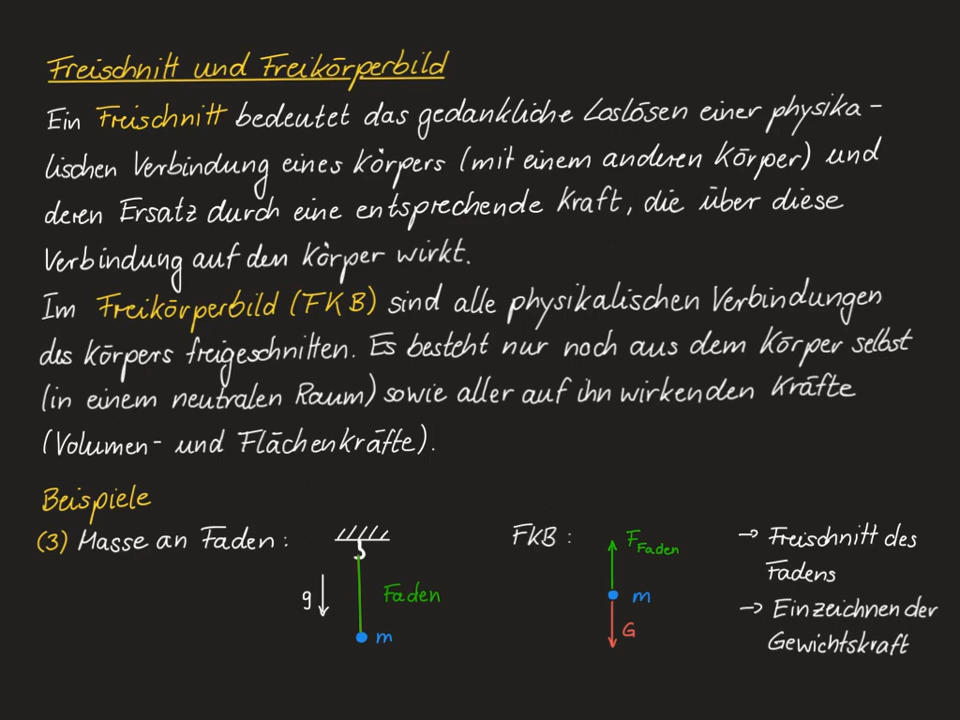 Freischnitt und Freikörperbild
Ein Freischnitt bedeutet das gedankliche Loslösen einer physika-
lischen Verbindung eines Körpers (mit einem anderen Körper) und
deren Ersatz durch eine entsprechende Kraft, die über diese
Verbindung auf den Körper wirkt.
Im Freikörperbild (FKB) sind alle physikalischen Verbindungen
des Körpers freigeschnitten. Es besteht nur noch aus dem Körper selbst
(in einem neutralen Raum) sowie aller auf ihn wirkenden Kräfte
(Volumen- und Flächenkräfte).
Beispiele
(3) Masse an Faden:
g↓
Faden
m
FKB:
F_Faden
m
G
→ Freischnitt des
Fadens
→ Einzeichnen der
Gewichtskraft